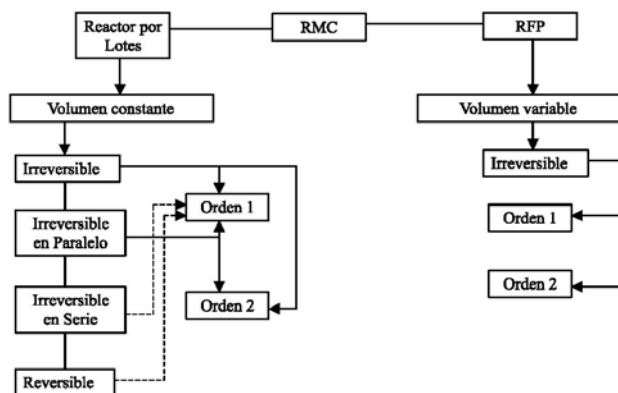 Reactor por
Lotes
RMC
RFP
Volumen constante
Volumen variable
Irreversible
Irreversible
Orden 1
Irreversible
en Paralelo
Orden 1
Orden 2
Irreversible
en Serie
Orden 2
Reversible